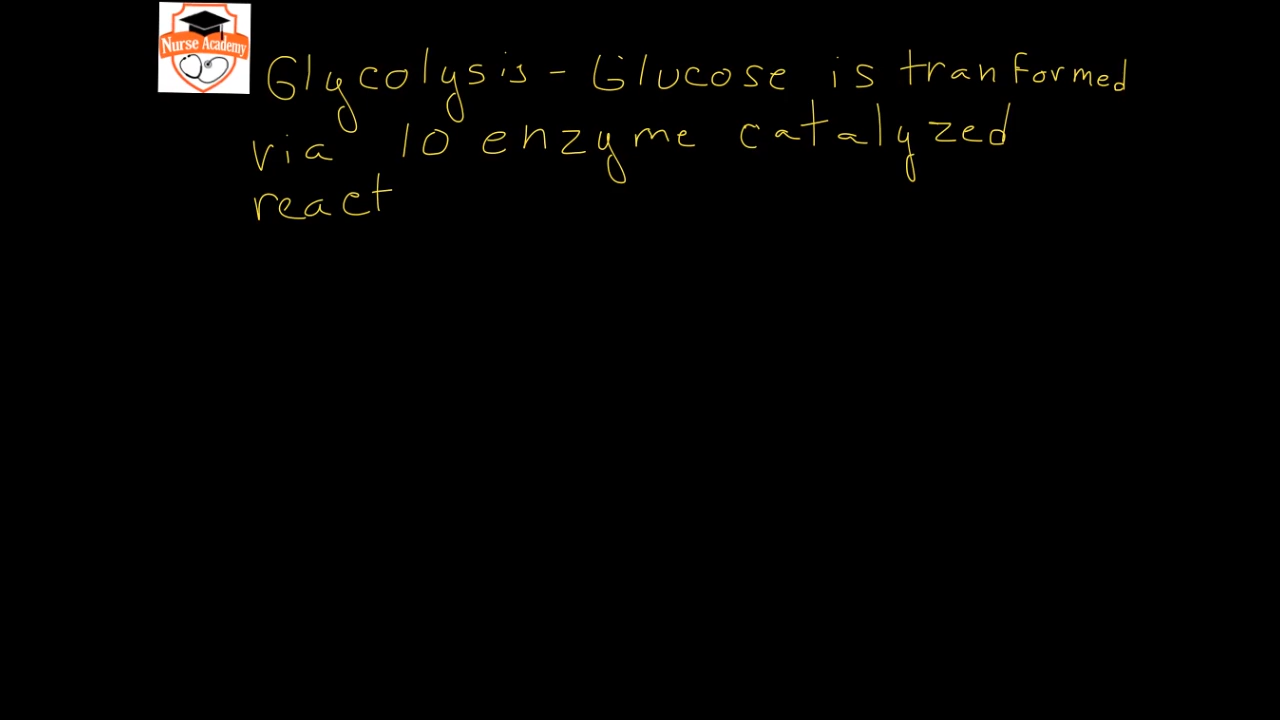 Nurse Academy
Glycolysis - Glucose is tranformed
via 10 enzyme catalyzed
react